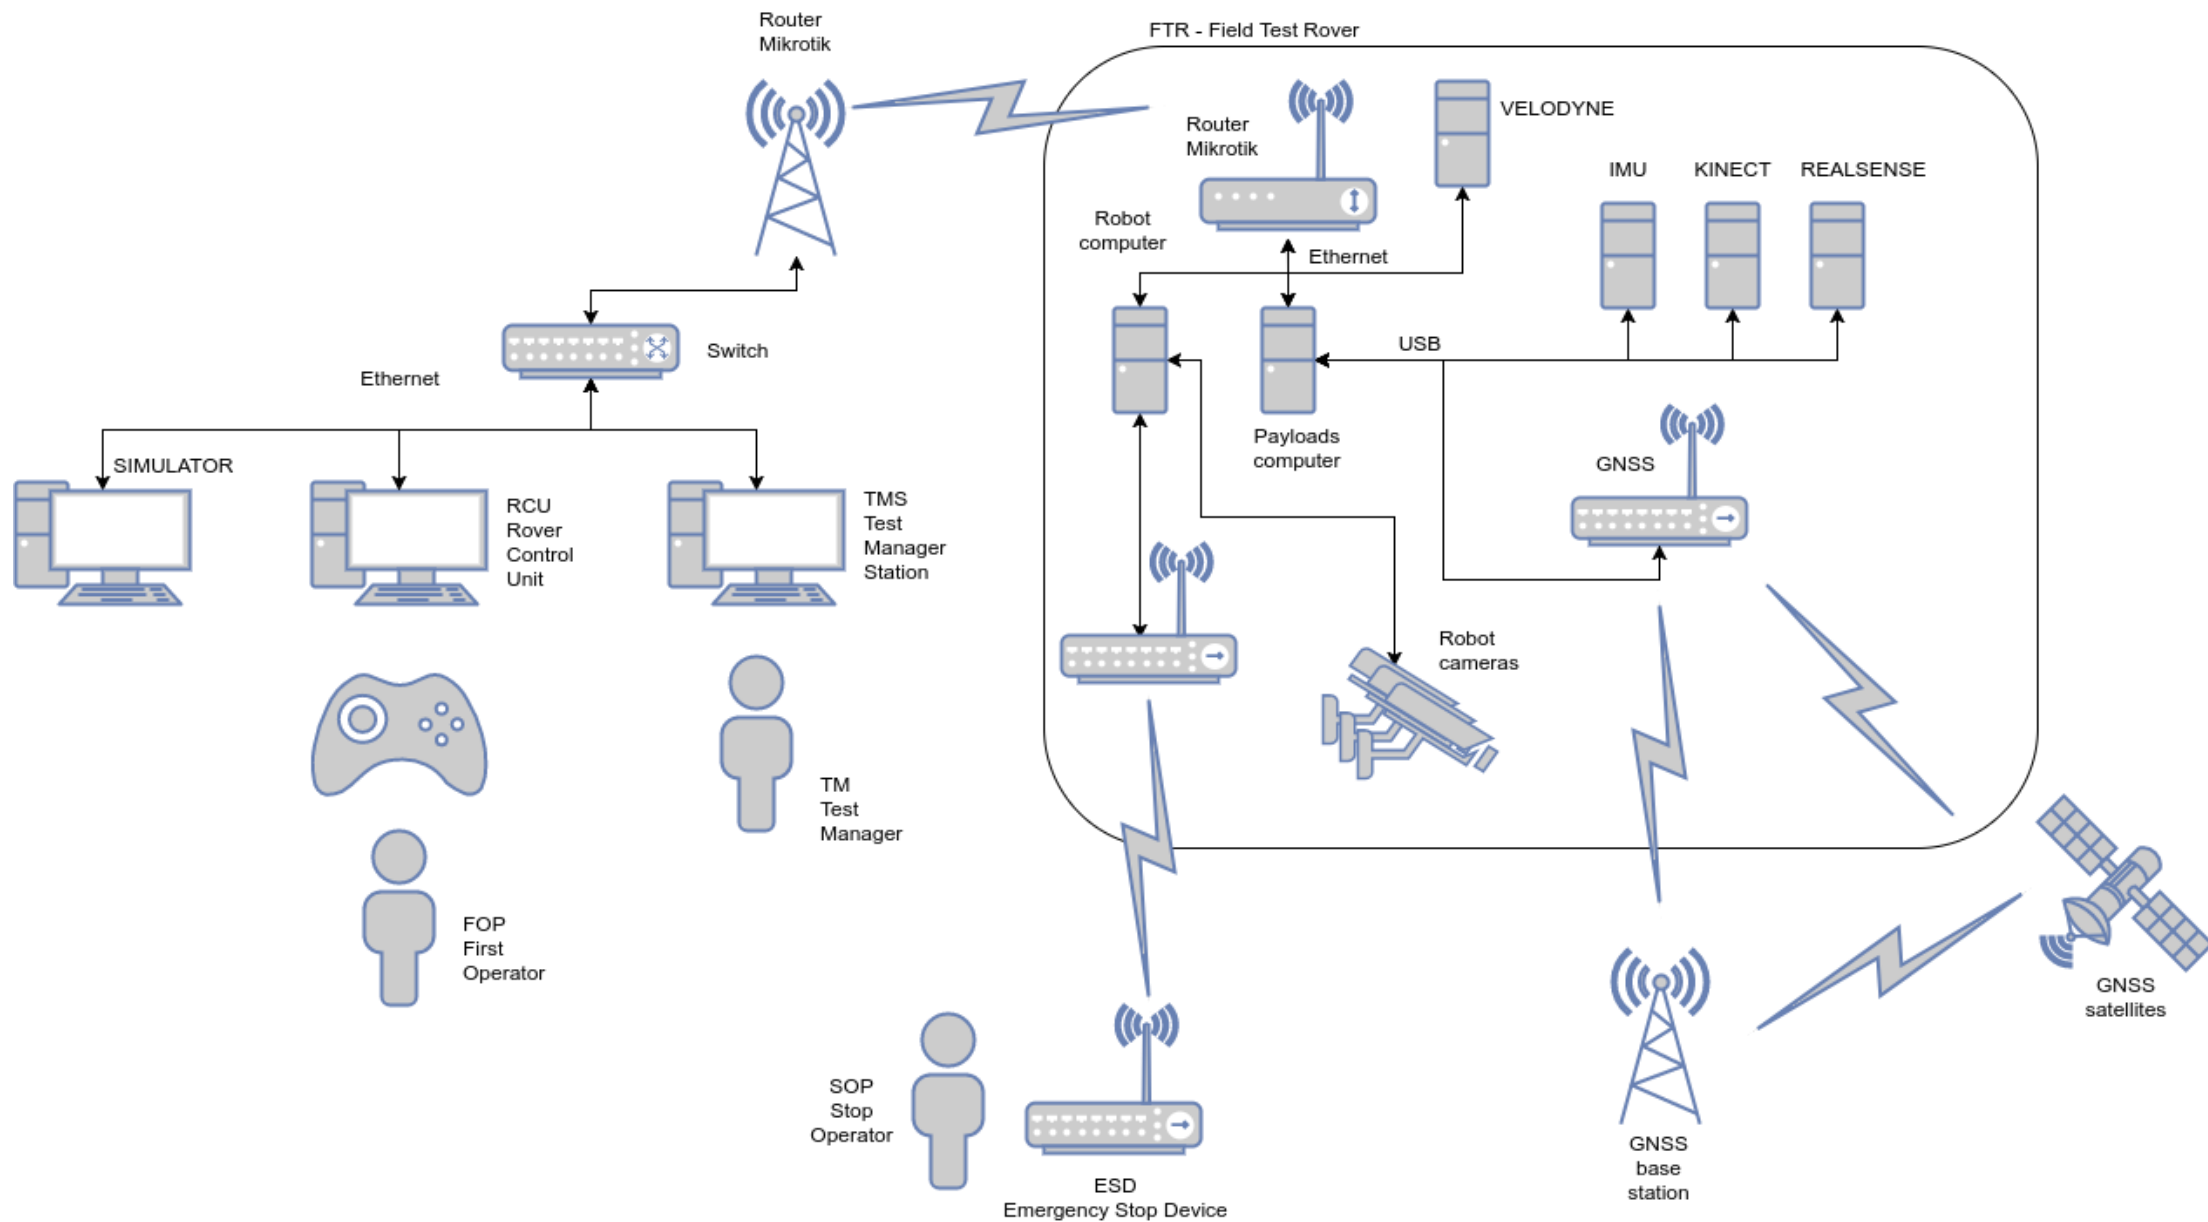 Router
Mikrotik
FTR - Field Test Rover
VELODYNE
Router
Mikrotik
IMU
KINECT
REALSENSE
Robot
computer
Ethernet
USB
Switch
Ethernet
Payloads
computer
GNSS
SIMULATOR
RCU
Rover
Control
Unit
TMS
Test
Manager
Station
Robot
cameras
TM
Test
Manager
FOP
First
Operator
GNSS
satellites
SOP
Stop
Operator
GNSS
base
station
ESD
Emergency Stop Device